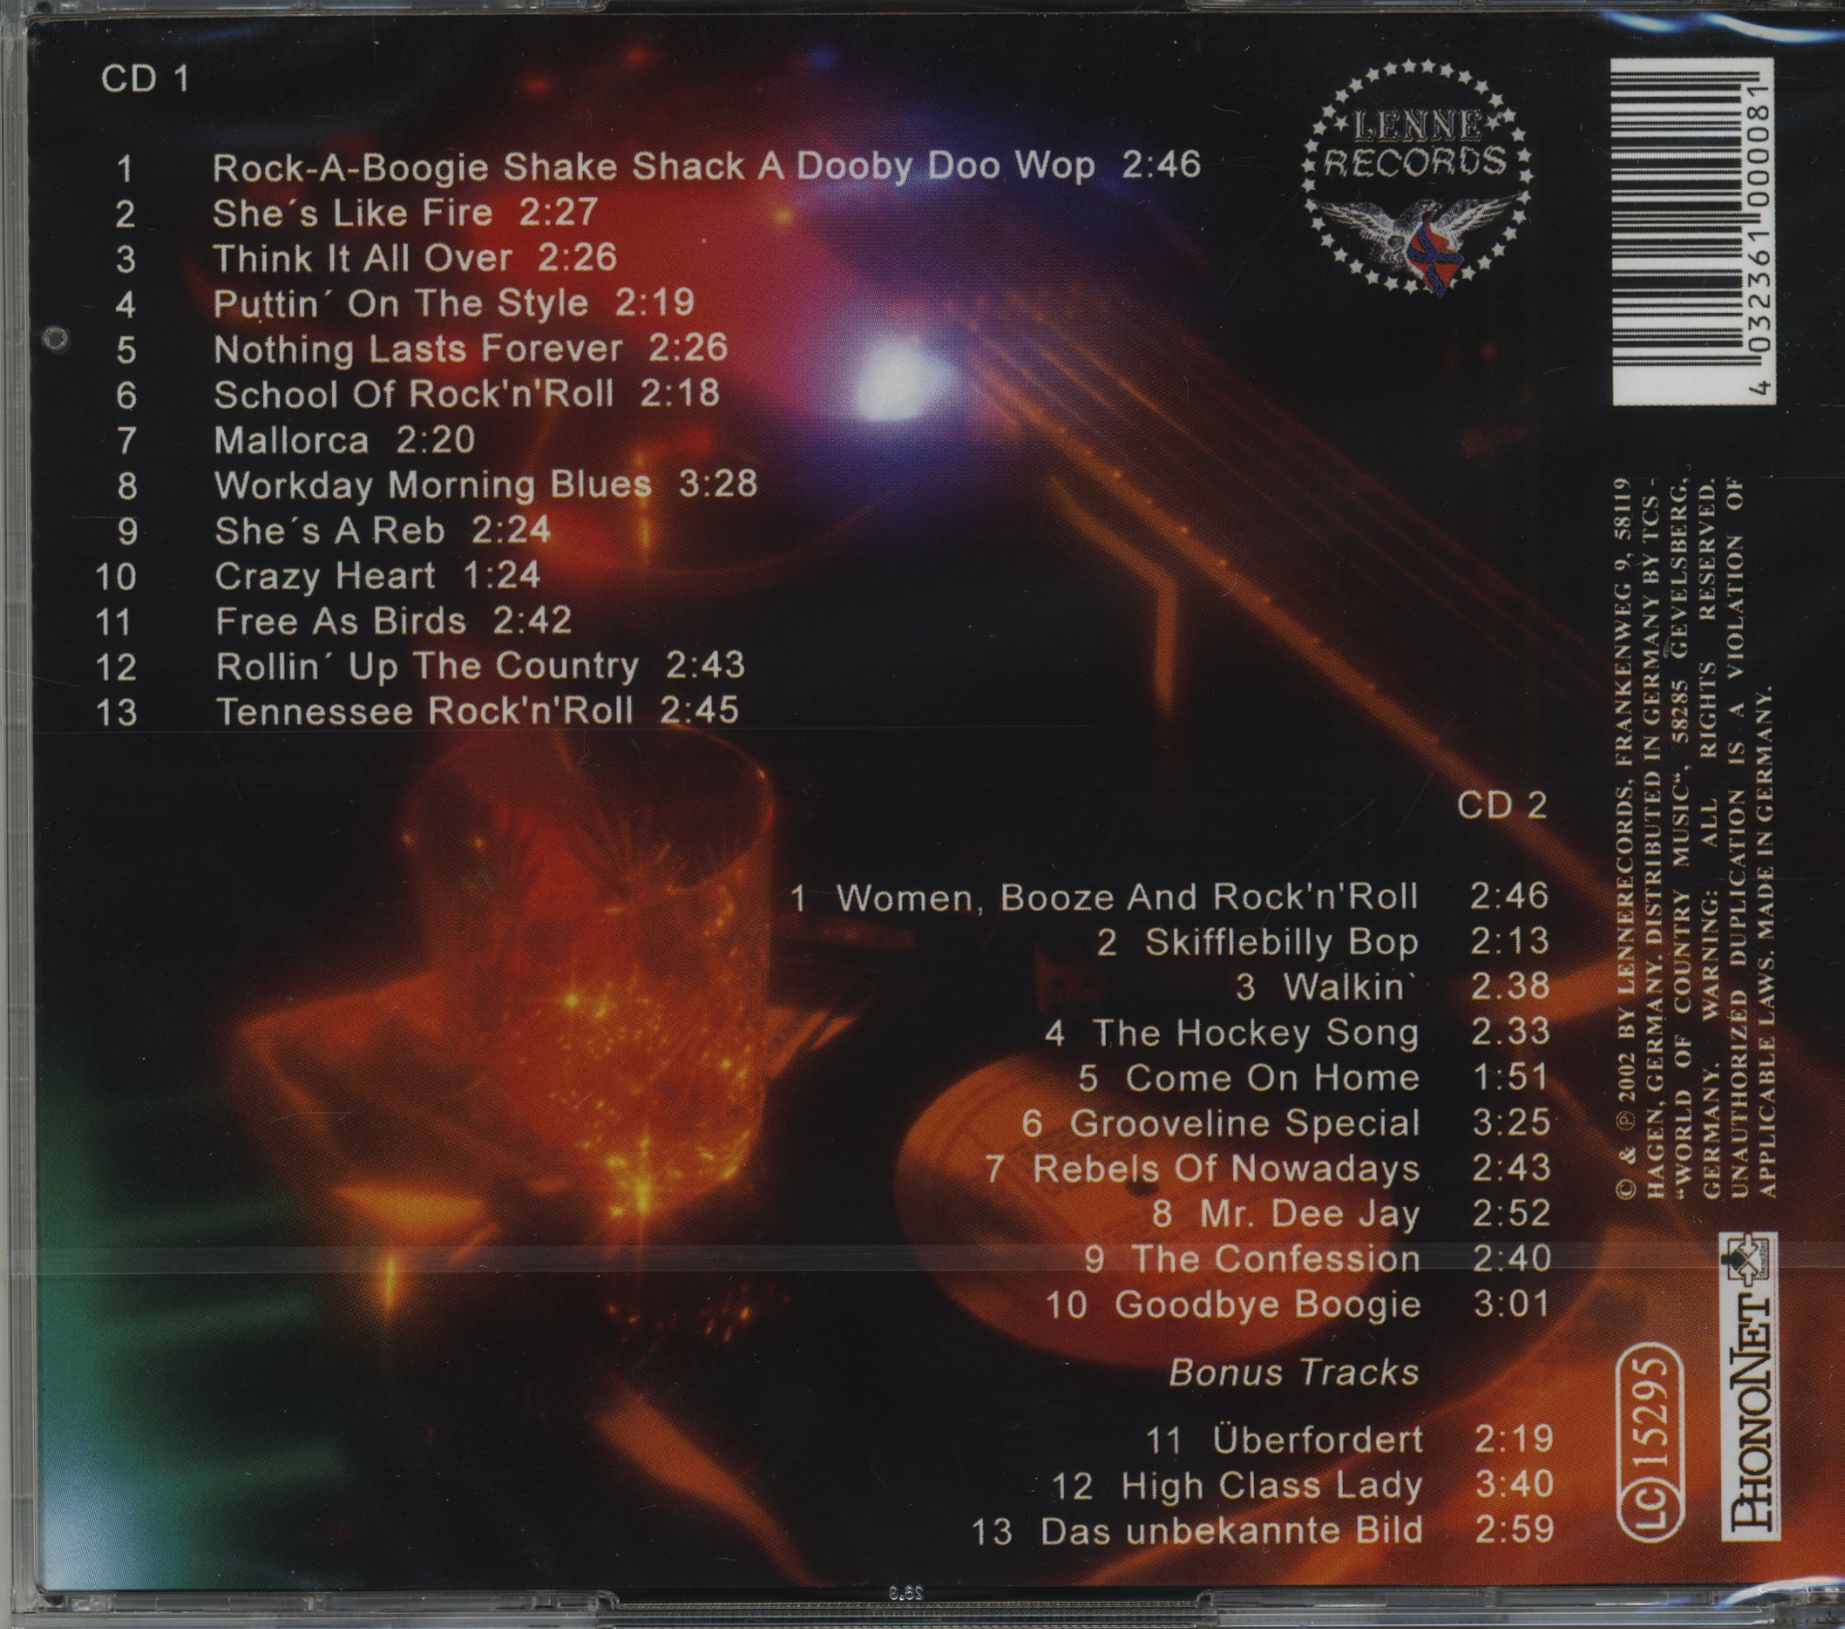 CD 1
1 Rock-A-Boogie Shake Shack A Dooby Doo Wop 2:46
2 She´s Like Fire 2:27
3 Think It All Over 2:26
4 Puttin´ On The Style 2:19
5 Nothing Lasts Forever 2:26
6 School Of Rock'n'Roll 2:18
7 Mallorca 2:20
8 Workday Morning Blues 3:28
9 She´s A Reb 2:24
10 Crazy Heart 1:24
11 Free As Birds 2:42
12 Rollin´ Up The Country 2:43
13 Tennessee Rock'n'Roll 2:45
LENNE
RECORDS
4 032361 000081
CD 2
1 Women, Booze And Rock'n'Roll 2:46
2 Skifflebilly Bop 2:13
3 Walkin` 2.38
4 The Hockey Song 2.33
5 Come On Home 1:51
6 Grooveline Special 3:25
7 Rebels Of Nowadays 2:43
8 Mr. Dee Jay 2:52
9 The Confession 2:40
10 Goodbye Boogie 3:01
Bonus Tracks
11 Überfordert 2:19
12 High Class Lady 3:40
13 Das unbekannte Bild 2:59
© & ℗ 2002 BY LENNERECORDS, FRANKENWEG 9, 58119
HAGEN, GERMANY. DISTRIBUTED IN GERMANY BY TCS -
“WORLD OF COUNTRY MUSIC“, 58285 GEVELSBERG,
GERMANY. WARNING: ALL RIGHTS RESERVED.
UNAUTHORIZED DUPLICATION IS A VIOLATION OF
APPLICABLE LAWS. MADE IN GERMANY.
LC 15295
PHONONET